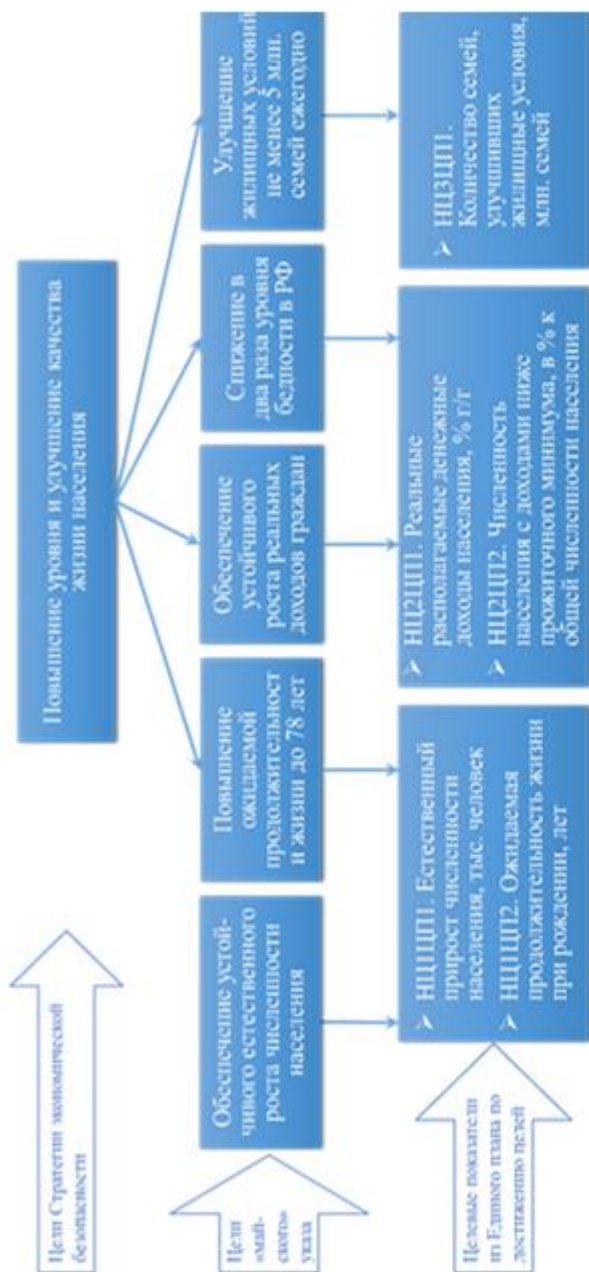 Цели Стратегии экономической
безопасности
Повышение уровня и улучшение качества
жизни населения
Цели
«май-
ского»
указа
Обеспечение устой-
чивого естественного
роста численности
населения
Повышение
ожидаемой
продолжительност
и жизни до 78 лет
Обеспечение
устойчивого
роста реальных
доходов граждан
Снижение в
два раза уровня
бедности в РФ
Улучшение
жилищных условий
не менее 5 млн.
семей ежегодно
Целевые показатели
из Единого плана по
достижению целей
➢ НЦ1ЦП1. Естественный
прирост численности
населения, тыс. человек
➢ НЦ1ЦП2. Ожидаемая
продолжительность жизни
при рождении, лет
➢ НЦ2ЦП1. Реальные
располагаемые денежные
доходы населения, % г/г
➢ НЦ2ЦП2. Численность
населения с доходами ниже
прожиточного минимума, в % к
общей численности населения
➢ НЦ3ЦП1.
Количество семей,
улучшивших
жилищные условия,
млн. семей